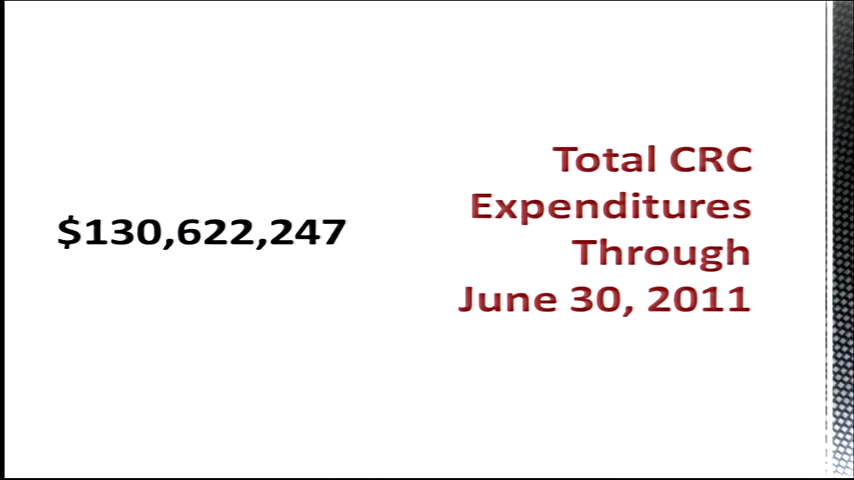 $130,622,247
Total CRC
Expenditures
Through
June 30, 2011